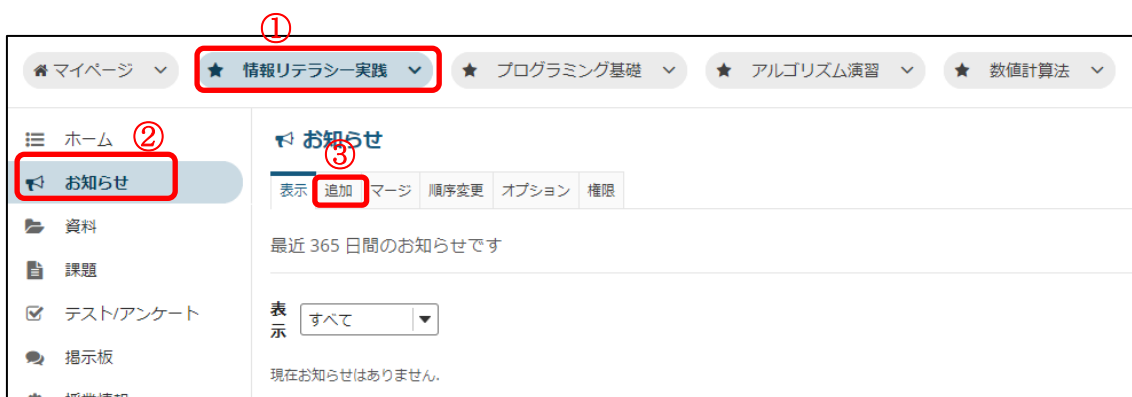 ①
マイページ 情報リテラシー実践 プログラミング基礎 アルゴリズム演習 数値計算法
ホーム
②
お知らせ
資料
課題
テスト/アンケート
掲示板
お知らせ
③
表示 追加 マージ 順序変更 オプション 権限
最近 365 日間のお知らせです
表示 すべて
現在お知らせはありません.